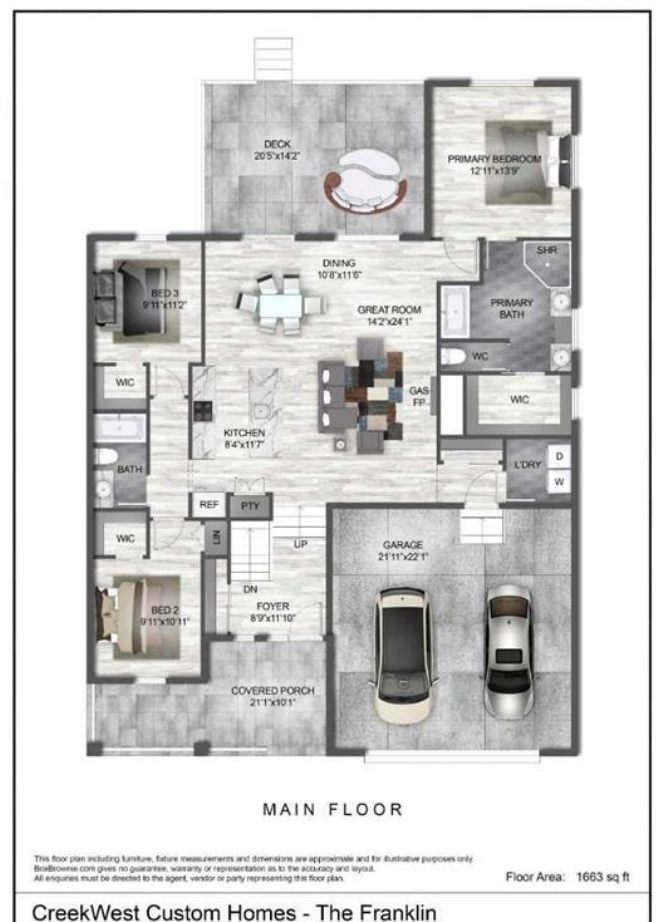 DECK
20'5"x14'2"
PRIMARY BEDROOM
12'11"x13'9"
SHR
DINING
10'8"x11'6"
BED 3
9'11"x11'2"
GREAT ROOM
14'2"x24'1"
PRIMARY
BATH
WC
WIC
GAS
FP
WIC
KITCHEN
8'4"x11'7"
BATH
L'DRY
D
W
REF
PTY
WIC
LIN
UP
GARAGE
21'11"x22'1"
DN
FOYER
8'9"x11'10"
BED 2
9'11"x10'11"
COVERED PORCH
21'1"x10'1"
MAIN FLOOR
This floor plan including furniture, fixture measurements and dimensions are approximate and for illustrative purposes only.
BoxBrownie.com gives no guarantee, warranty or representation as to the accuracy and layout.
All enquiries must be directed to the agent, vendor or party representing this floor plan.
Floor Area: 1663 sq ft
CreekWest Custom Homes - The Franklin